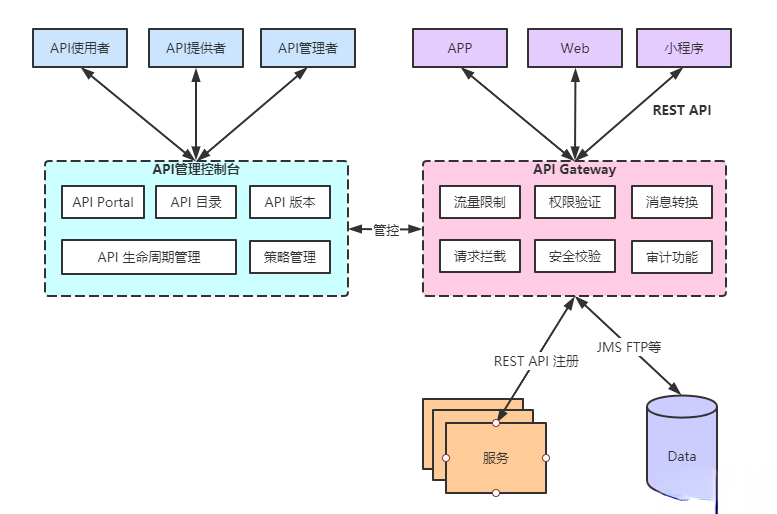 API使用者
API提供者
API管理者
APP
Web
小程序
REST API
API管理控制台
API Portal
API 目录
API 版本
API 生命周期管理
策略管理
管控
API Gateway
流量限制
权限验证
消息转换
请求拦截
安全校验
审计功能
REST API 注册
JMS FTP等
服务
Data